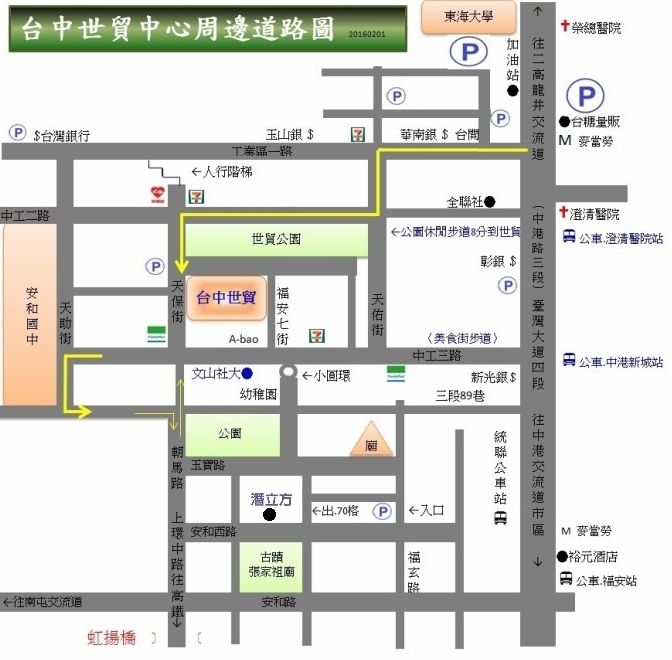 台中世貿中心周邊道路圖 20160201
東海大學
榮總醫院
P
加油站
往二高龍井交流道
P
P
P
台糖量販
M 麥當勞
P
$台灣銀行
玉山銀 $
7
華南銀 $ 台開
工業區一路
←人行階梯
7
全聯社
中工二路
澄清醫院
世貿公園
←公園休閒步道8分到世貿
公車.澄清醫院站
彰銀 $
P
P
安和國中
天助街
天保街
台中世貿
福安七街
天佑街
(中港路三段)臺灣大道四段
FamilyMart
A-bao
7
〈美食街步道〉
中工三路
公車.中港新城站
文山社大
←小圓環
FamilyMart
新光銀$
幼稚園
三段89巷
公園
廟
往中港交流道市區
統聯公車站
朝馬路
玉寶路
潛立方
←出.70格
P
←入口
上環中路往高鐵
安和西路
M 麥當勞
古蹟
張家祖廟
福玄路
裕元酒店
公車.福安站
←往南屯交流道
安和路
虹揚橋 〕 〔